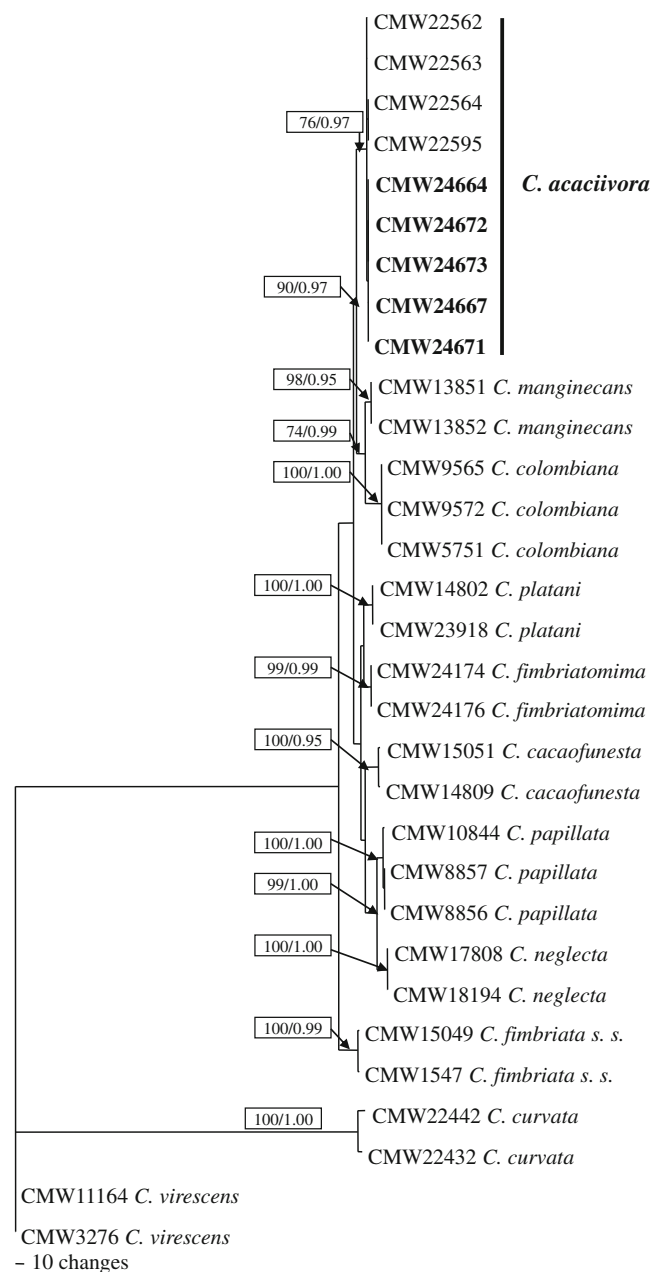 CMW22562
CMW22563
CMW22564
76/0.97
CMW22595
CMW24664
C. acaciivora
CMW24672
CMW24673
90/0.97
CMW24667
CMW24671
98/0.95
CMW13851 C. manginecans
CMW13852 C. manginecans
74/0.99
CMW9565 C. colombiana
100/1.00
CMW9572 C. colombiana
CMW5751 C. colombiana
100/1.00
CMW14802 C. platani
CMW23918 C. platani
99/0.99
CMW24174 C. fimbriatomima
CMW24176 C. fimbriatomima
100/0.95
CMW15051 C. cacaofunesta
CMW14809 C. cacaofunesta
CMW10844 C. papillata
100/1.00
CMW8857 C. papillata
99/1.00
CMW8856 C. papillata
100/1.00
CMW17808 C. neglecta
CMW18194 C. neglecta
100/0.99
CMW15049 C. fimbriata s. s.
CMW1547 C. fimbriata s. s.
100/1.00
CMW22442 C. curvata
CMW22432 C. curvata
CMW11164 C. virescens
CMW3276 C. virescens
– 10 changes